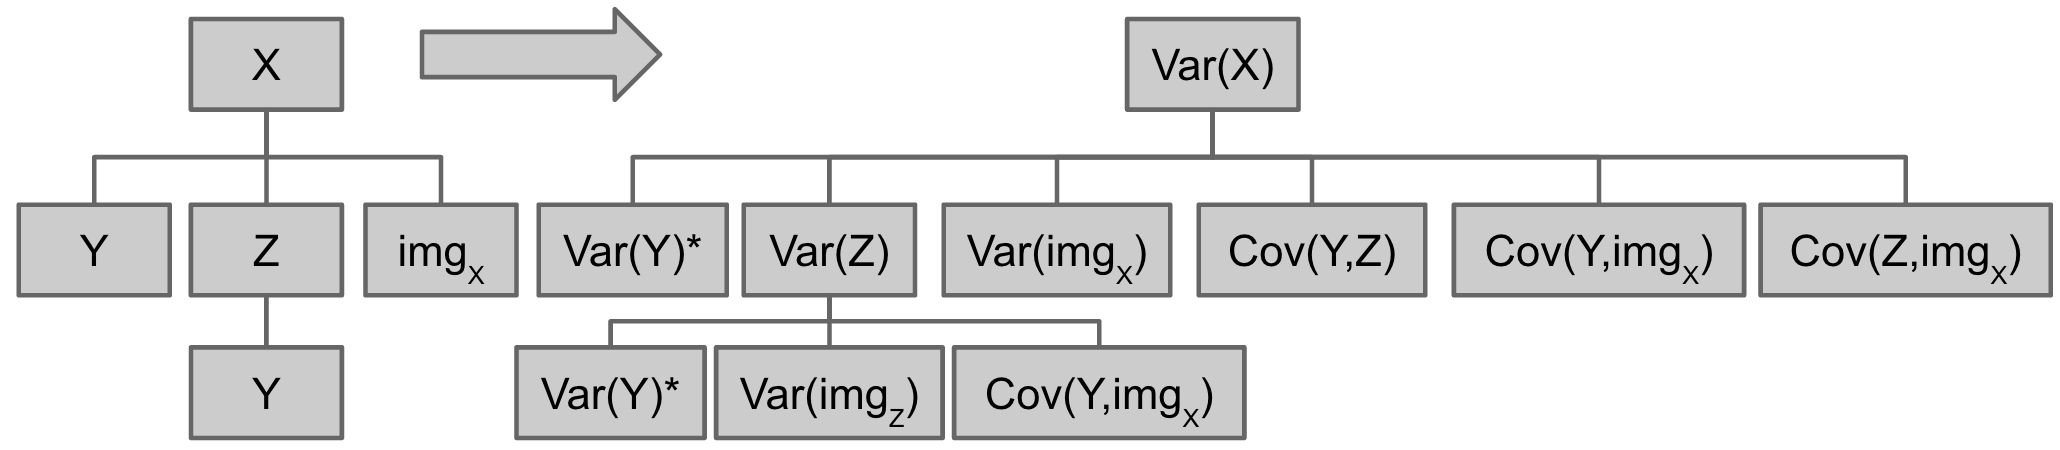 X
Var(X)
Y Z img_X Var(Y)* Var(Z) Var(img_X) Cov(Y,Z) Cov(Y,img_X) Cov(Z,img_X)
Y Var(Y)* Var(img_Z) Cov(Y,img_X)